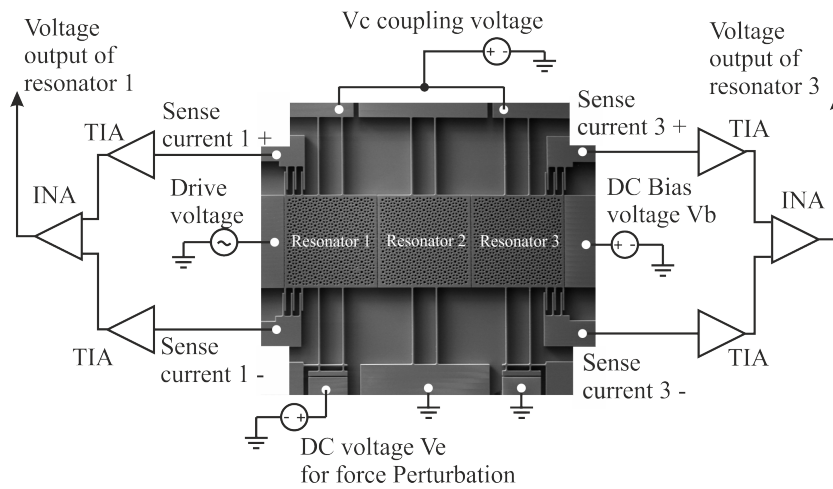 Vc coupling voltage
+ -
Voltage
output of
resonator 1
Voltage
output of
resonator 3
TIA
Sense
current 1 +
Sense
current 3 +
TIA
INA
Drive
voltage
~
Resonator 1
Resonator 2
Resonator 3
DC Bias
voltage Vb
+ -
INA
TIA
Sense
current 1 -
Sense
current 3 -
TIA
- +
DC voltage Ve
for force Perturbation